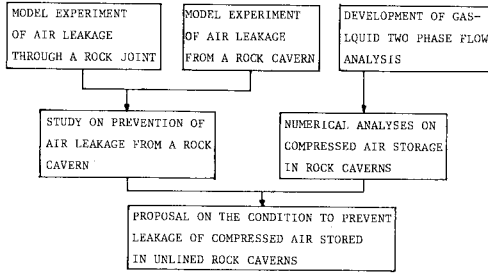 MODEL EXPERIMENT
OF AIR LEAKAGE
THROUGH A ROCK JOINT
MODEL EXPERIMENT
OF AIR LEAKAGE
FROM A ROCK CAVERN
DEVELOPMENT OF GAS-
LQUID TWO PHASE FLOW
ANALYSIS
STUDY ON PREVENTION OF
AIR LEAKAGE FROM A ROCK
CAVERN
NUMERICAL ANALYSES ON
COMPRESSED AIR STORAGE
IN ROCK CAVERNS
PROPOSAL ON THE CONDITION TO PREVENT
LEAKAGE OF COMPRESSED AIR STORED
IN UNLINED ROCK CAVERNS